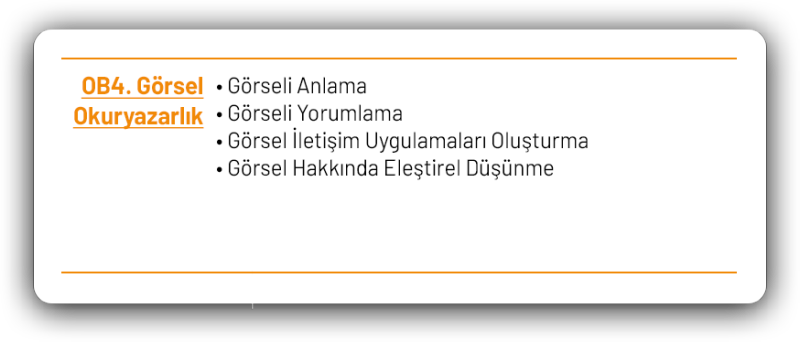 OB4. Görsel
Okuryazarlık
• Görseli Anlama
• Görseli Yorumlama
• Görsel İletişim Uygulamaları Oluşturma
• Görsel Hakkında Eleştirel Düşünme